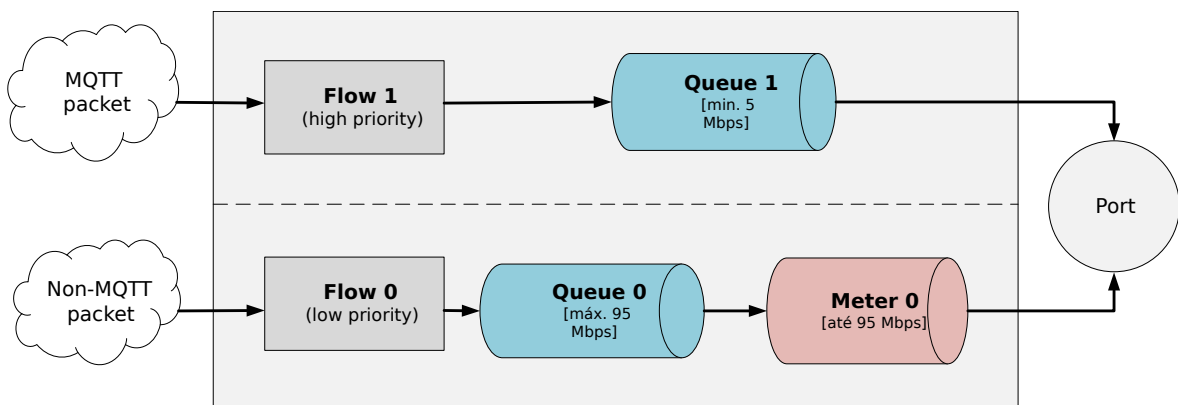 MQTT
packet
Flow 1
(high priority)
Queue 1
[min. 5
Mbps]
Port
Non-MQTT
packet
Flow 0
(low priority)
Queue 0
[máx. 95
Mbps]
Meter 0
[até 95 Mbps]